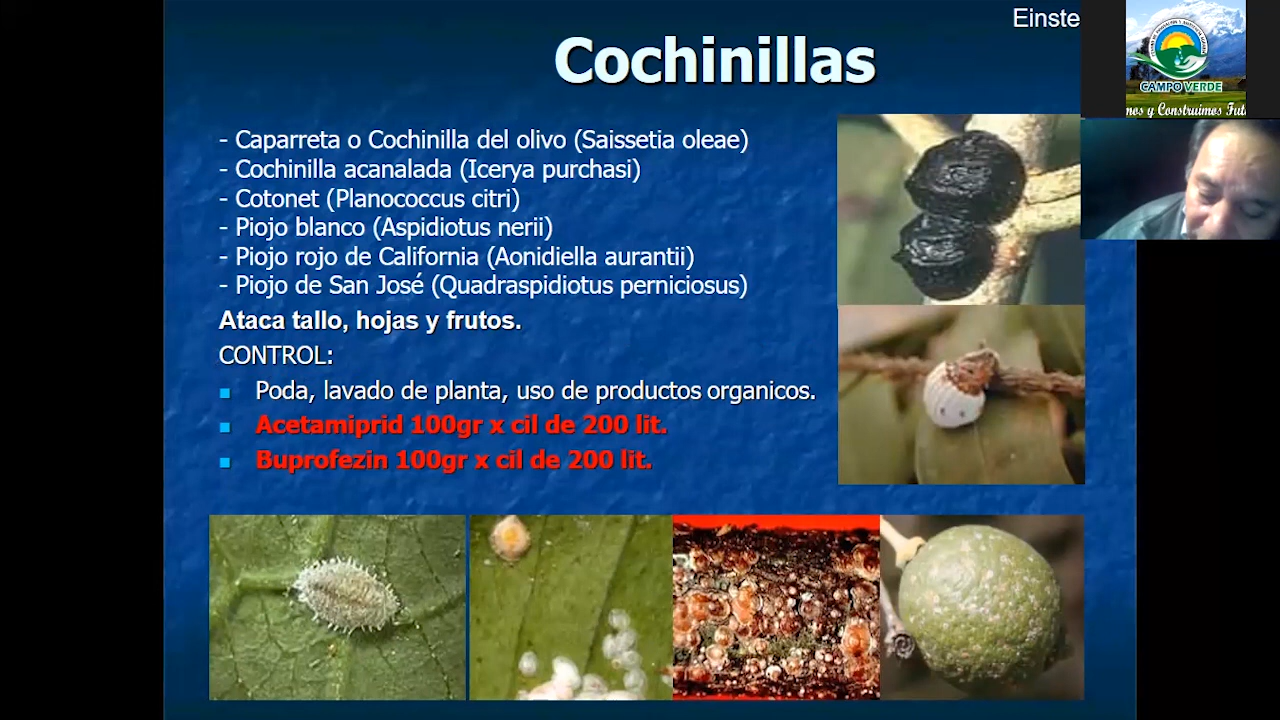 Einste
Cochinillas
CAMPO VERDE
mos y Construimos Fut
- Caparreta o Cochinilla del olivo (Saissetia oleae)
- Cochinilla acanalada (Icerya purchasi)
- Cotonet (Planococcus citri)
- Piojo blanco (Aspidiotus nerii)
- Piojo rojo de California (Aonidiella aurantii)
- Piojo de San José (Quadraspidiotus perniciosus)
Ataca tallo, hojas y frutos.
CONTROL:
Poda, lavado de planta, uso de productos organicos.
Acetamiprid 100gr x cil de 200 lit.
Buprofezin 100gr x cil de 200 lit.